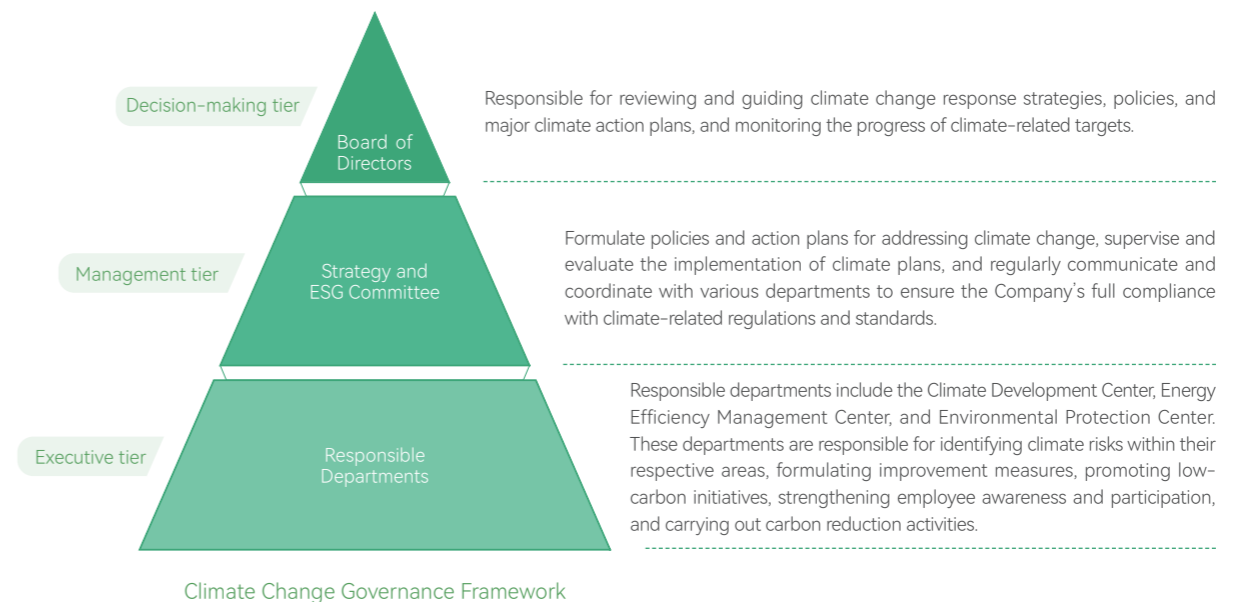 Decision-making tier
Board of
Directors
Responsible for reviewing and guiding climate change response strategies, policies, and
major climate action plans, and monitoring the progress of climate-related targets.
Management tier
Strategy and
ESG Committee
Formulate policies and action plans for addressing climate change, supervise and
evaluate the implementation of climate plans, and regularly communicate and
coordinate with various departments to ensure the Company's full compliance
with climate-related regulations and standards.
Executive tier
Responsible
Departments
Responsible departments include the Climate Development Center, Energy
Efficiency Management Center, and Environmental Protection Center.
These departments are responsible for identifying climate risks within their
respective areas, formulating improvement measures, promoting low-
carbon initiatives, strengthening employee awareness and participation,
and carrying out carbon reduction activities.
Climate Change Governance Framework